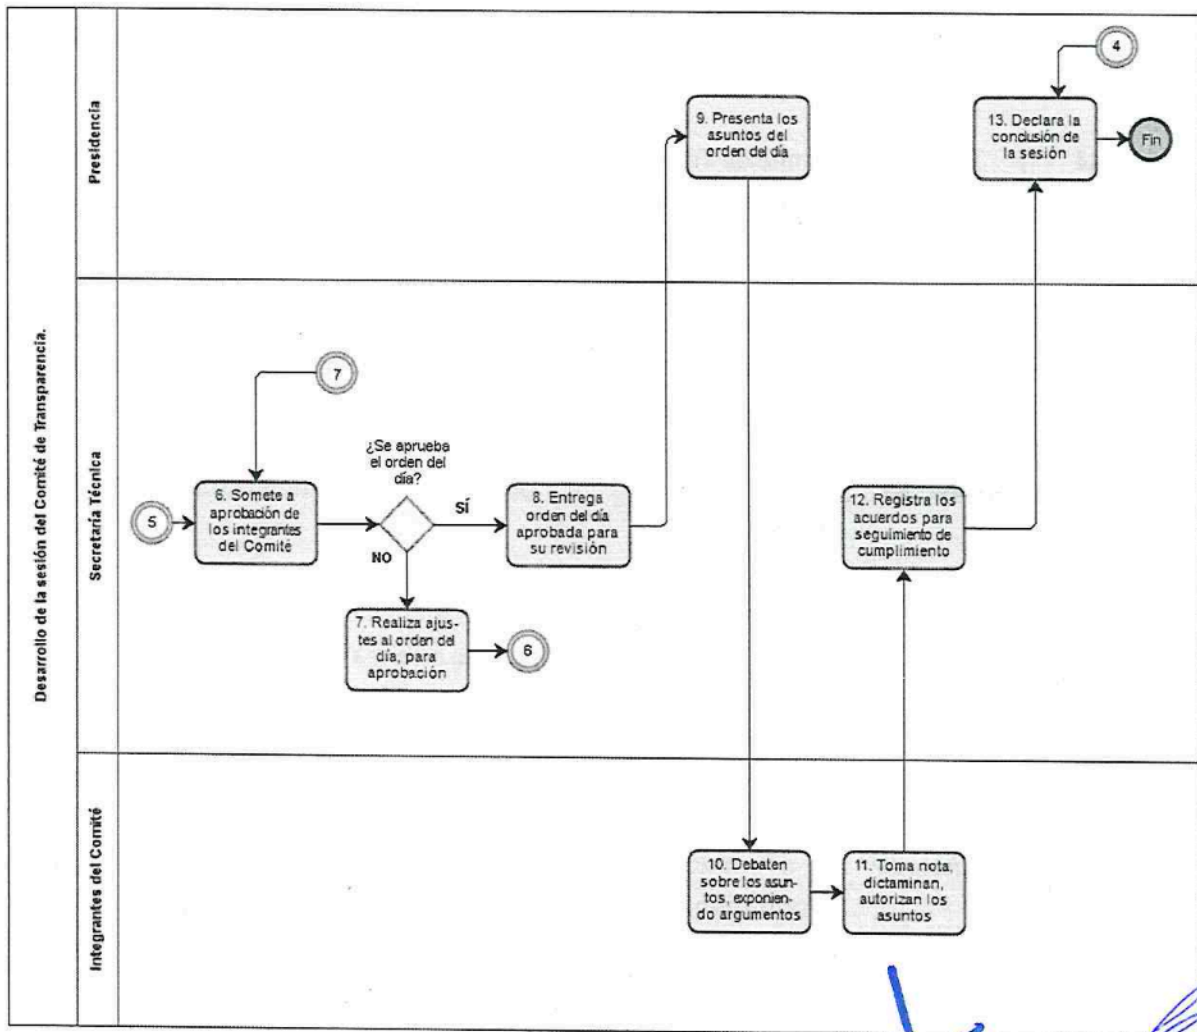 Desarrollo de la sesión del Comité de Transparencia.
Presidencia
4
9. Presenta los
asuntos del
orden del día
13. Declara la
conclusión de
la sesión
Fin
Secretaría Técnica
7
¿Se aprueba
el orden del
día?
5
6. Somete a
aprobación de
los integrantes
del Comité
SÍ
NO
8. Entrega
orden del día
aprobada para
su revisión
12. Registra los
acuerdos para
seguimiento de
cumplimiento
7. Realiza ajus-
tes al orden del
día, para
aprobación
6
Integrantes del Comité
10. Debaten
sobre los asun-
tos, exponien-
do argumentos
11. Toma nota,
dictaminan,
autorizan los
asuntos